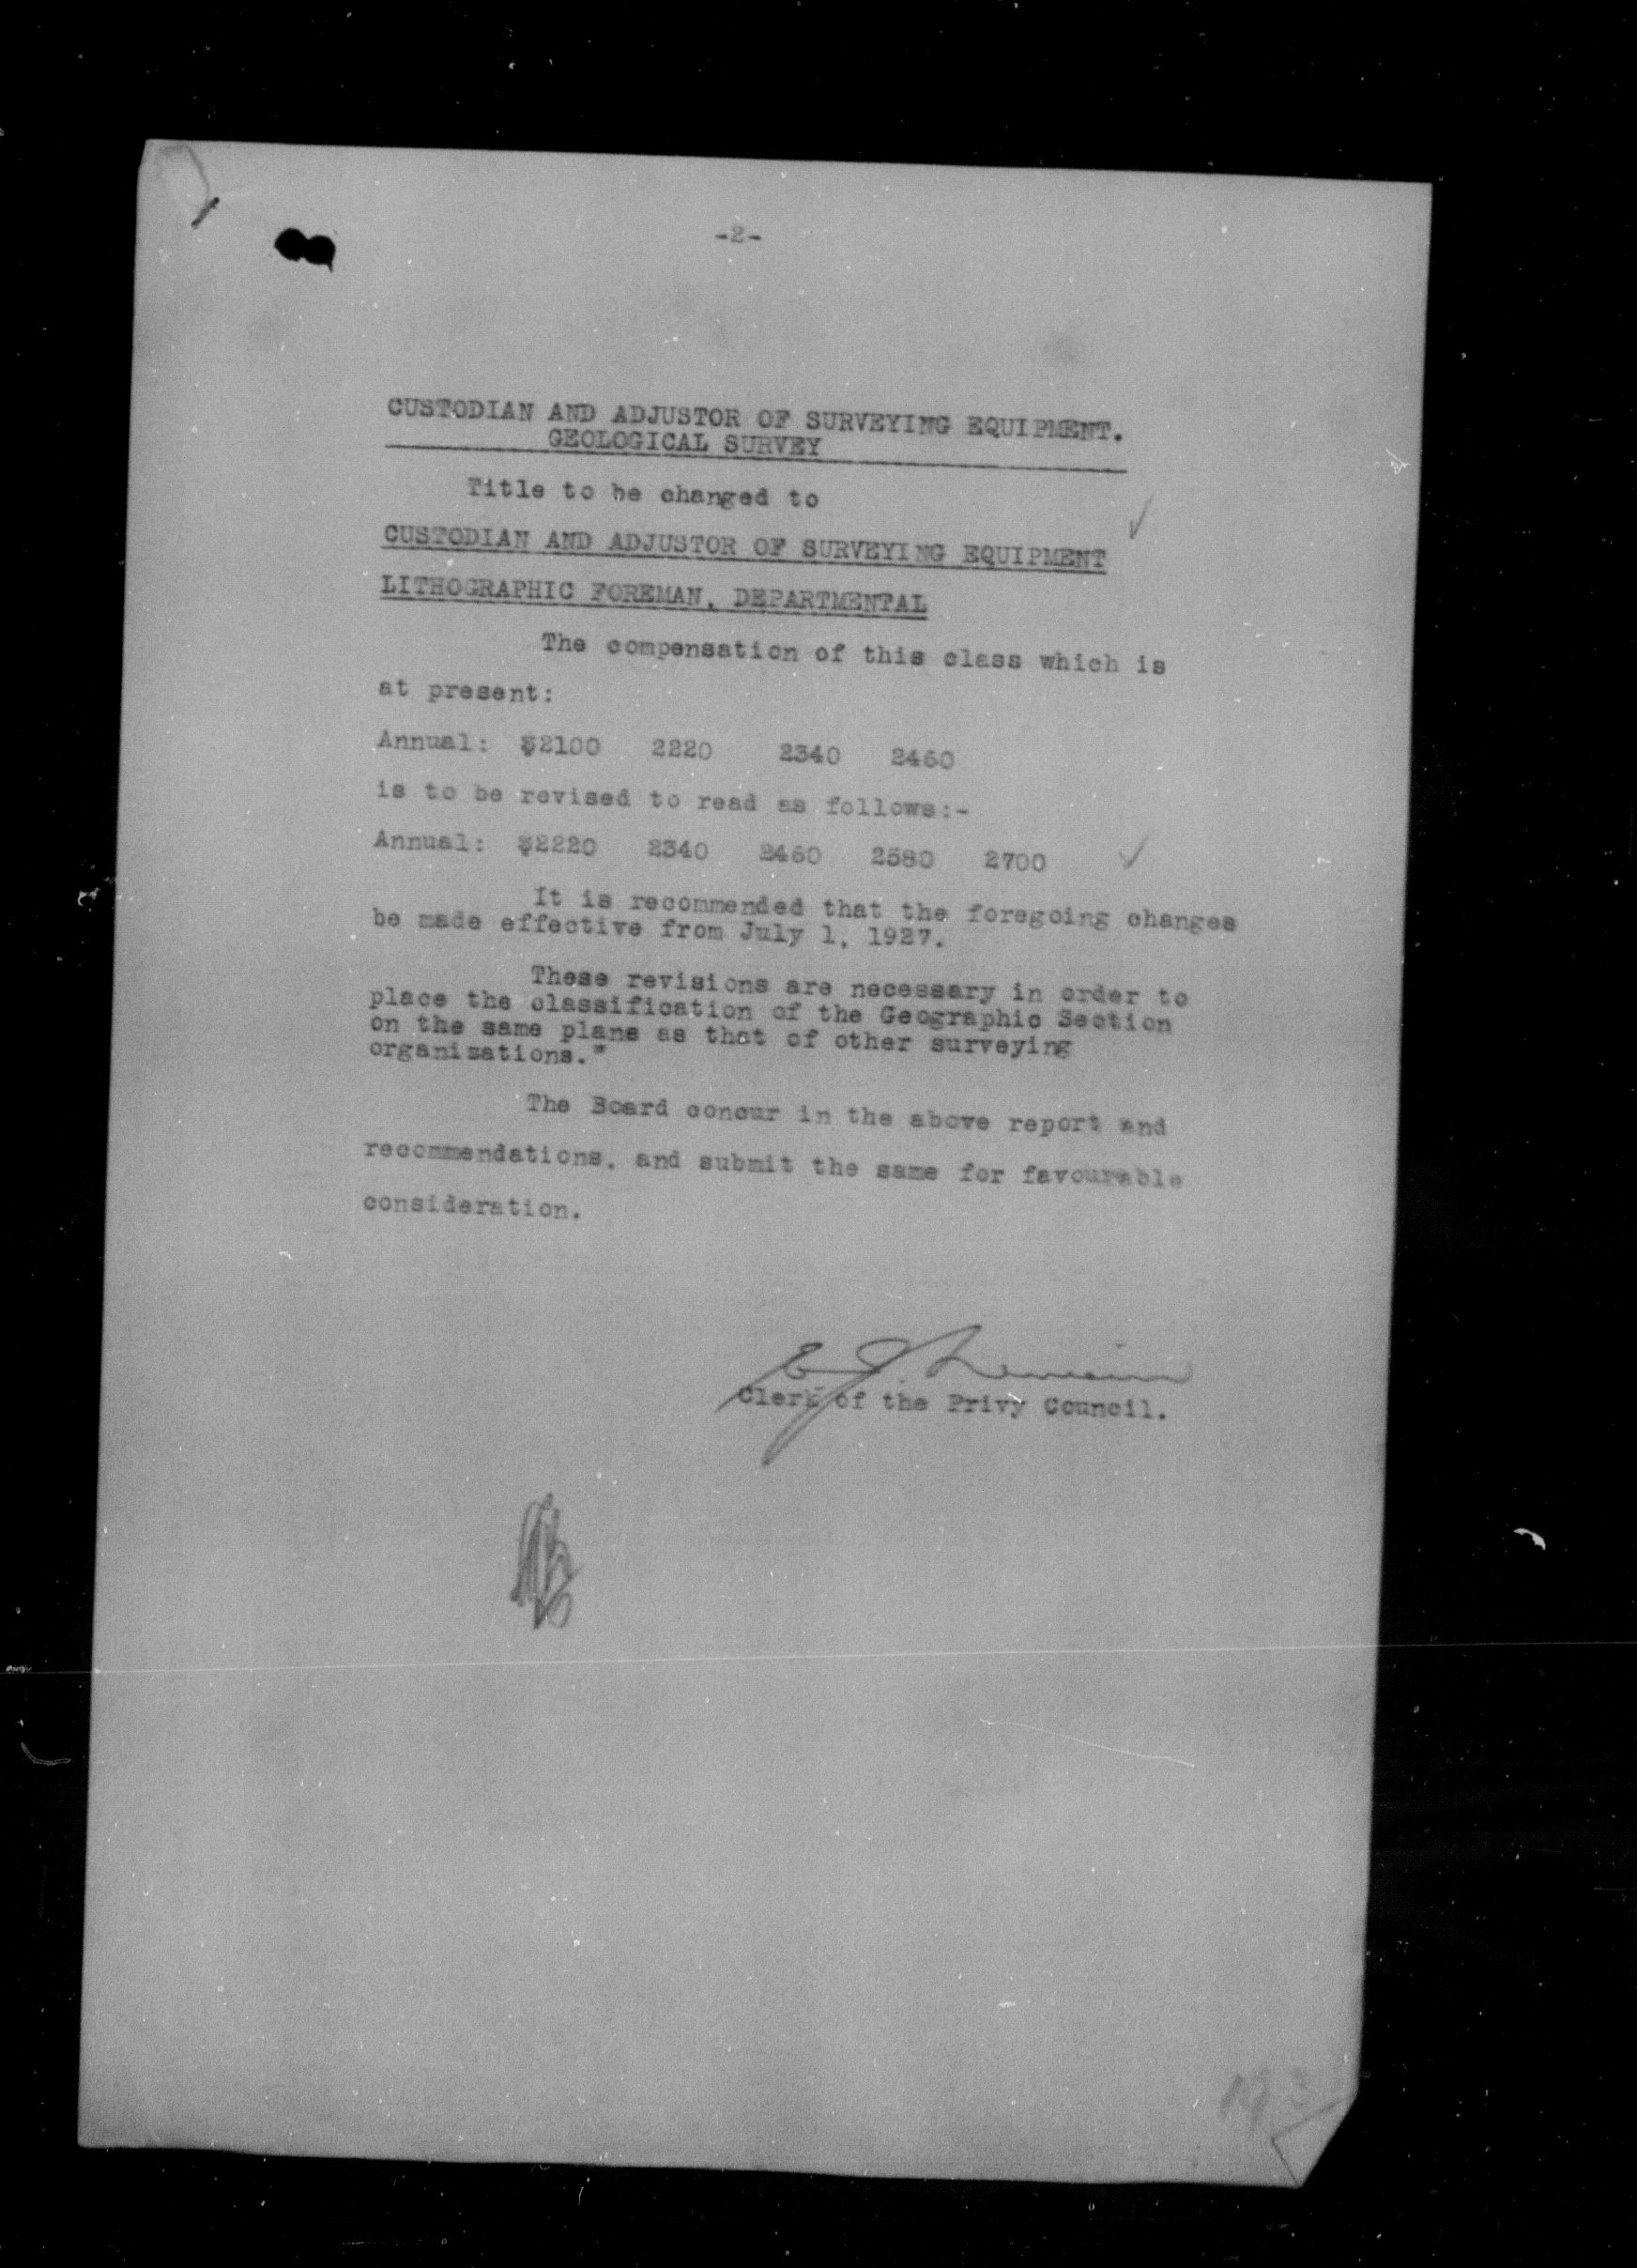 -2-
CUSTODIAN AND ADJUSTOR OF SURVEYING EQUIPMENT.
GEOLOGICAL SURVEY
Title to be changed to
CUSTODIAN AND ADJUSTOR OF SURVEYING EQUIPMENT
LITHOGRAPHIC FOREMAN, DEPARTMENTAL
The compensation of this class which is
at present:
Annual: $2100 2220 2340 2460
is to be revised to read as follows:-
Annual: $2220 2340 2460 2580 2700
It is recommended that the foregoing changes
be made effective from July 1, 1927.
These revisions are necessary in order to
place the classification of the Geographic Section
on the same plane as that of other surveying
organizations."
The Board concur in the above report and
recommendations, and submit the same for favourable
consideration.
Clerk of the Privy Council.